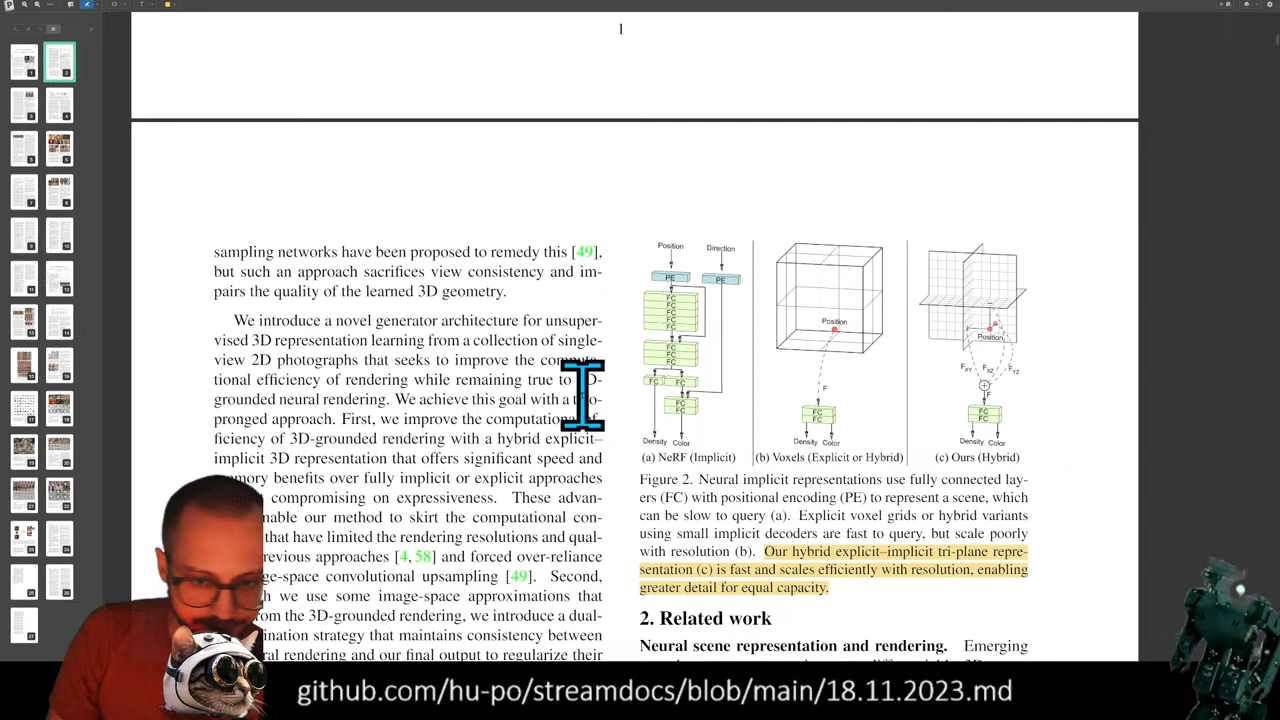 1
sampling networks have been proposed to remedy this [49],
but such an approach sacrifices view consistency and im-
pairs the quality of the learned 3D geometry.
We introduce a novel generator architecture for unsuper-
vised 3D representation learning from a collection of single-
view 2D photographs that seeks to improve the computa-
tional efficiency of rendering while remaining true to D-
grounded neural rendering. We achieve this goal with a two-
pronged approach. First, we improve the computational ef-
ficiency of 3D-grounded rendering with a hybrid explicit–
implicit 3D representation that offers significant speed and
memory benefits over fully implicit or explicit approaches
compromising on expressiveness. These advan-
enable our method to skirt the computational con-
that have limited the rendering resolutions and qual-
previous approaches [4, 58] and forced over-reliance
convolutional upsampling [49]. Second,
we use some image-space approximations that
from the 3D-grounded rendering, we introduce a dual-
strategy that maintains consistency between
rendering and our final output to regularize their
Position
Direction
PE
PE
FC
FC
FC
FC
FC
FC
FC
FC FC
FC
FC
Density
Color
(a) NeRF (Implicit)
Position
F
FC
FC
Density Color
(b) Voxels (Explicit or Hybrid)
Position
FXY
FXZ
FYZ
F
FC
FC
Density Color
(c) Ours (Hybrid)
Figure 2. Neural implicit representations use fully connected lay-
ers (FC) with positional encoding (PE) to represent a scene, which
can be slow to query (a). Explicit voxel grids or hybrid variants
using small implicit decoders are fast to query, but scale poorly
with resolution (b). Our hybrid explicit–implicit tri-plane repre-
sentation (c) is fast and scales efficiently with resolution, enabling
greater detail for equal capacity.
2. Related work
Neural scene representation and rendering. Emerging
github.com/hu-po/streamdocs/blob/main/18.11.2023.md